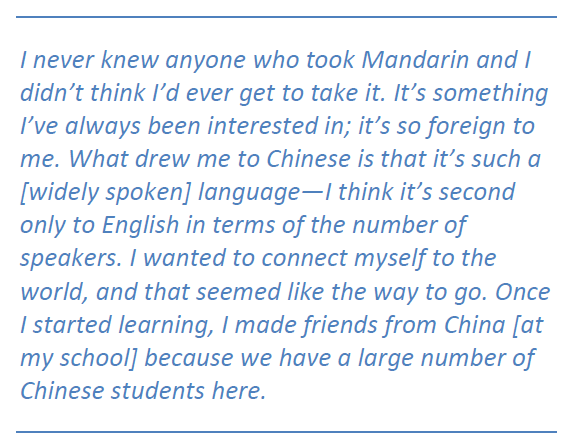 I never knew anyone who took Mandarin and I
didn’t think I’d ever get to take it. It’s something
I’ve always been interested in; it’s so foreign to
me. What drew me to Chinese is that it’s such a
[widely spoken] language—I think it’s second
only to English in terms of the number of
speakers. I wanted to connect myself to the
world, and that seemed like the way to go. Once
I started learning, I made friends from China [at
my school] because we have a large number of
Chinese students here.